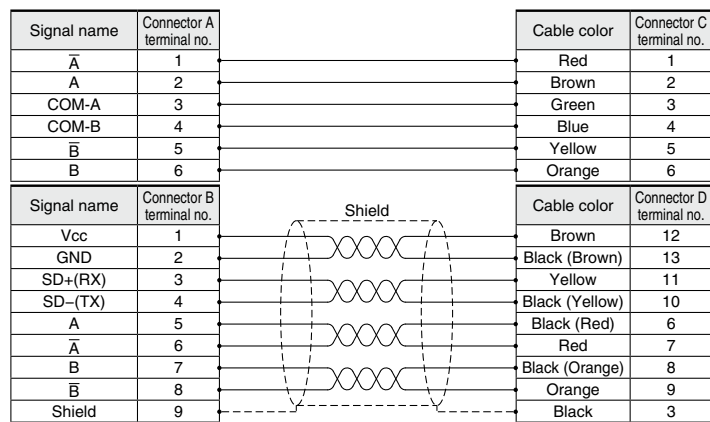 Signal name Connector A terminal no. Cable color Connector C terminal no.
A̅ 1 Red 1
A 2 Brown 2
COM-A 3 Green 3
COM-B 4 Blue 4
B̅ 5 Yellow 5
B 6 Orange 6
Signal name Connector B terminal no. Shield Cable color Connector D terminal no.
Vcc 1 Brown 12
GND 2 Black (Brown) 13
SD+(RX) 3 Yellow 11
SD−(TX) 4 Black (Yellow) 10
A 5 Black (Red) 6
A̅ 6 Red 7
B 7 Black (Orange) 8
B̅ 8 Orange 9
Shield 9 Black 3